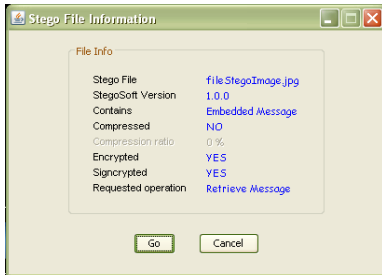 Stego File Information
File Info
Stego File fileStegoImage.jpg
StegoSoft Version 1.0.0
Contains Embedded Message
Compressed NO
Compression ratio 0 %
Encrypted YES
Signcrypted YES
Requested operation Retrieve Message
Go Cancel